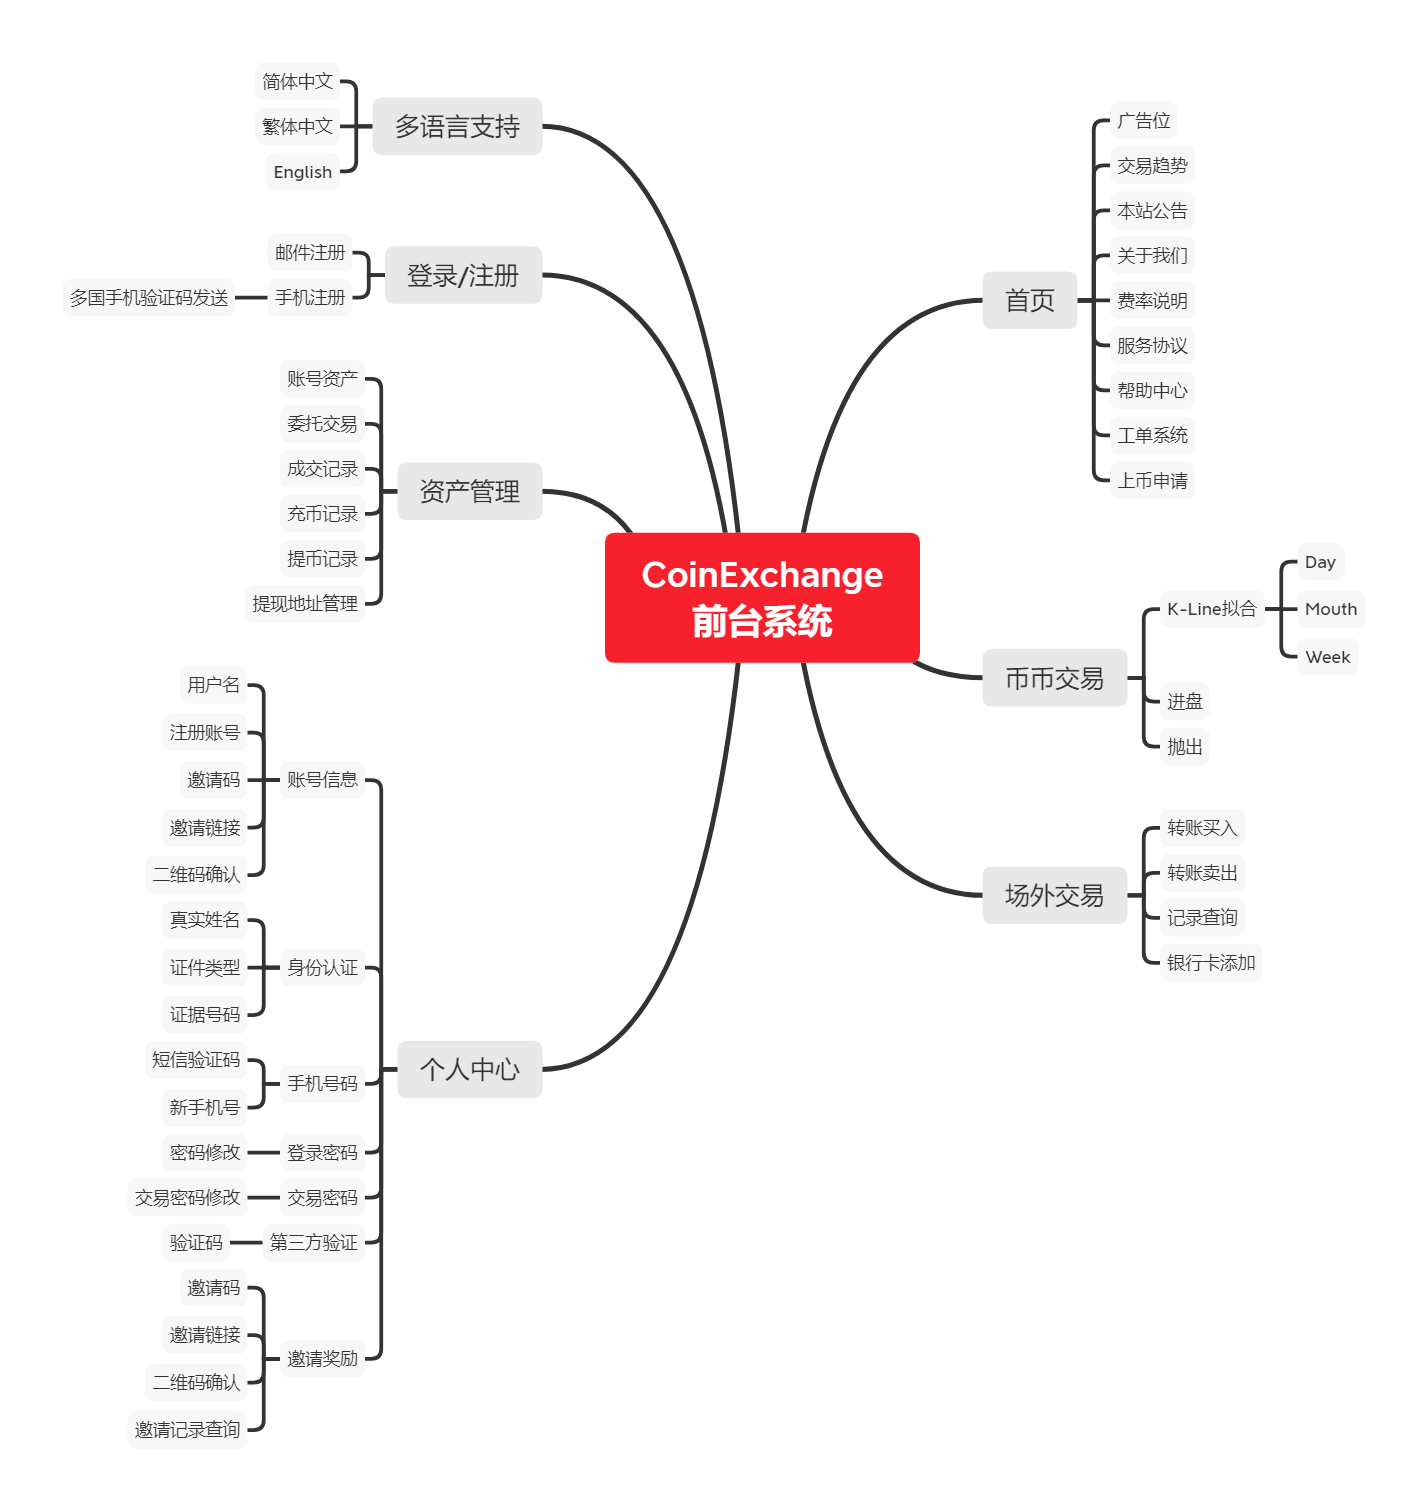 CoinExchange
前台系统
首页
广告位
交易趋势
本站公告
关于我们
费率说明
服务协议
帮助中心
工单系统
上币申请
币币交易
K-Line拟合
Day
Mouth
Week
进盘
抛出
场外交易
转账买入
转账卖出
记录查询
银行卡添加
多语言支持
简体中文
繁体中文
English
登录/注册
邮件注册
手机注册
多国手机验证码发送
资产管理
账号资产
委托交易
成交记录
充币记录
提币记录
提现地址管理
个人中心
账号信息
用户名
注册账号
邀请码
邀请链接
二维码确认
身份认证
真实姓名
证件类型
证据号码
手机号码
短信验证码
新手机号
登录密码
密码修改
交易密码
交易密码修改
第三方验证
验证码
邀请奖励
邀请码
邀请链接
二维码确认
邀请记录查询